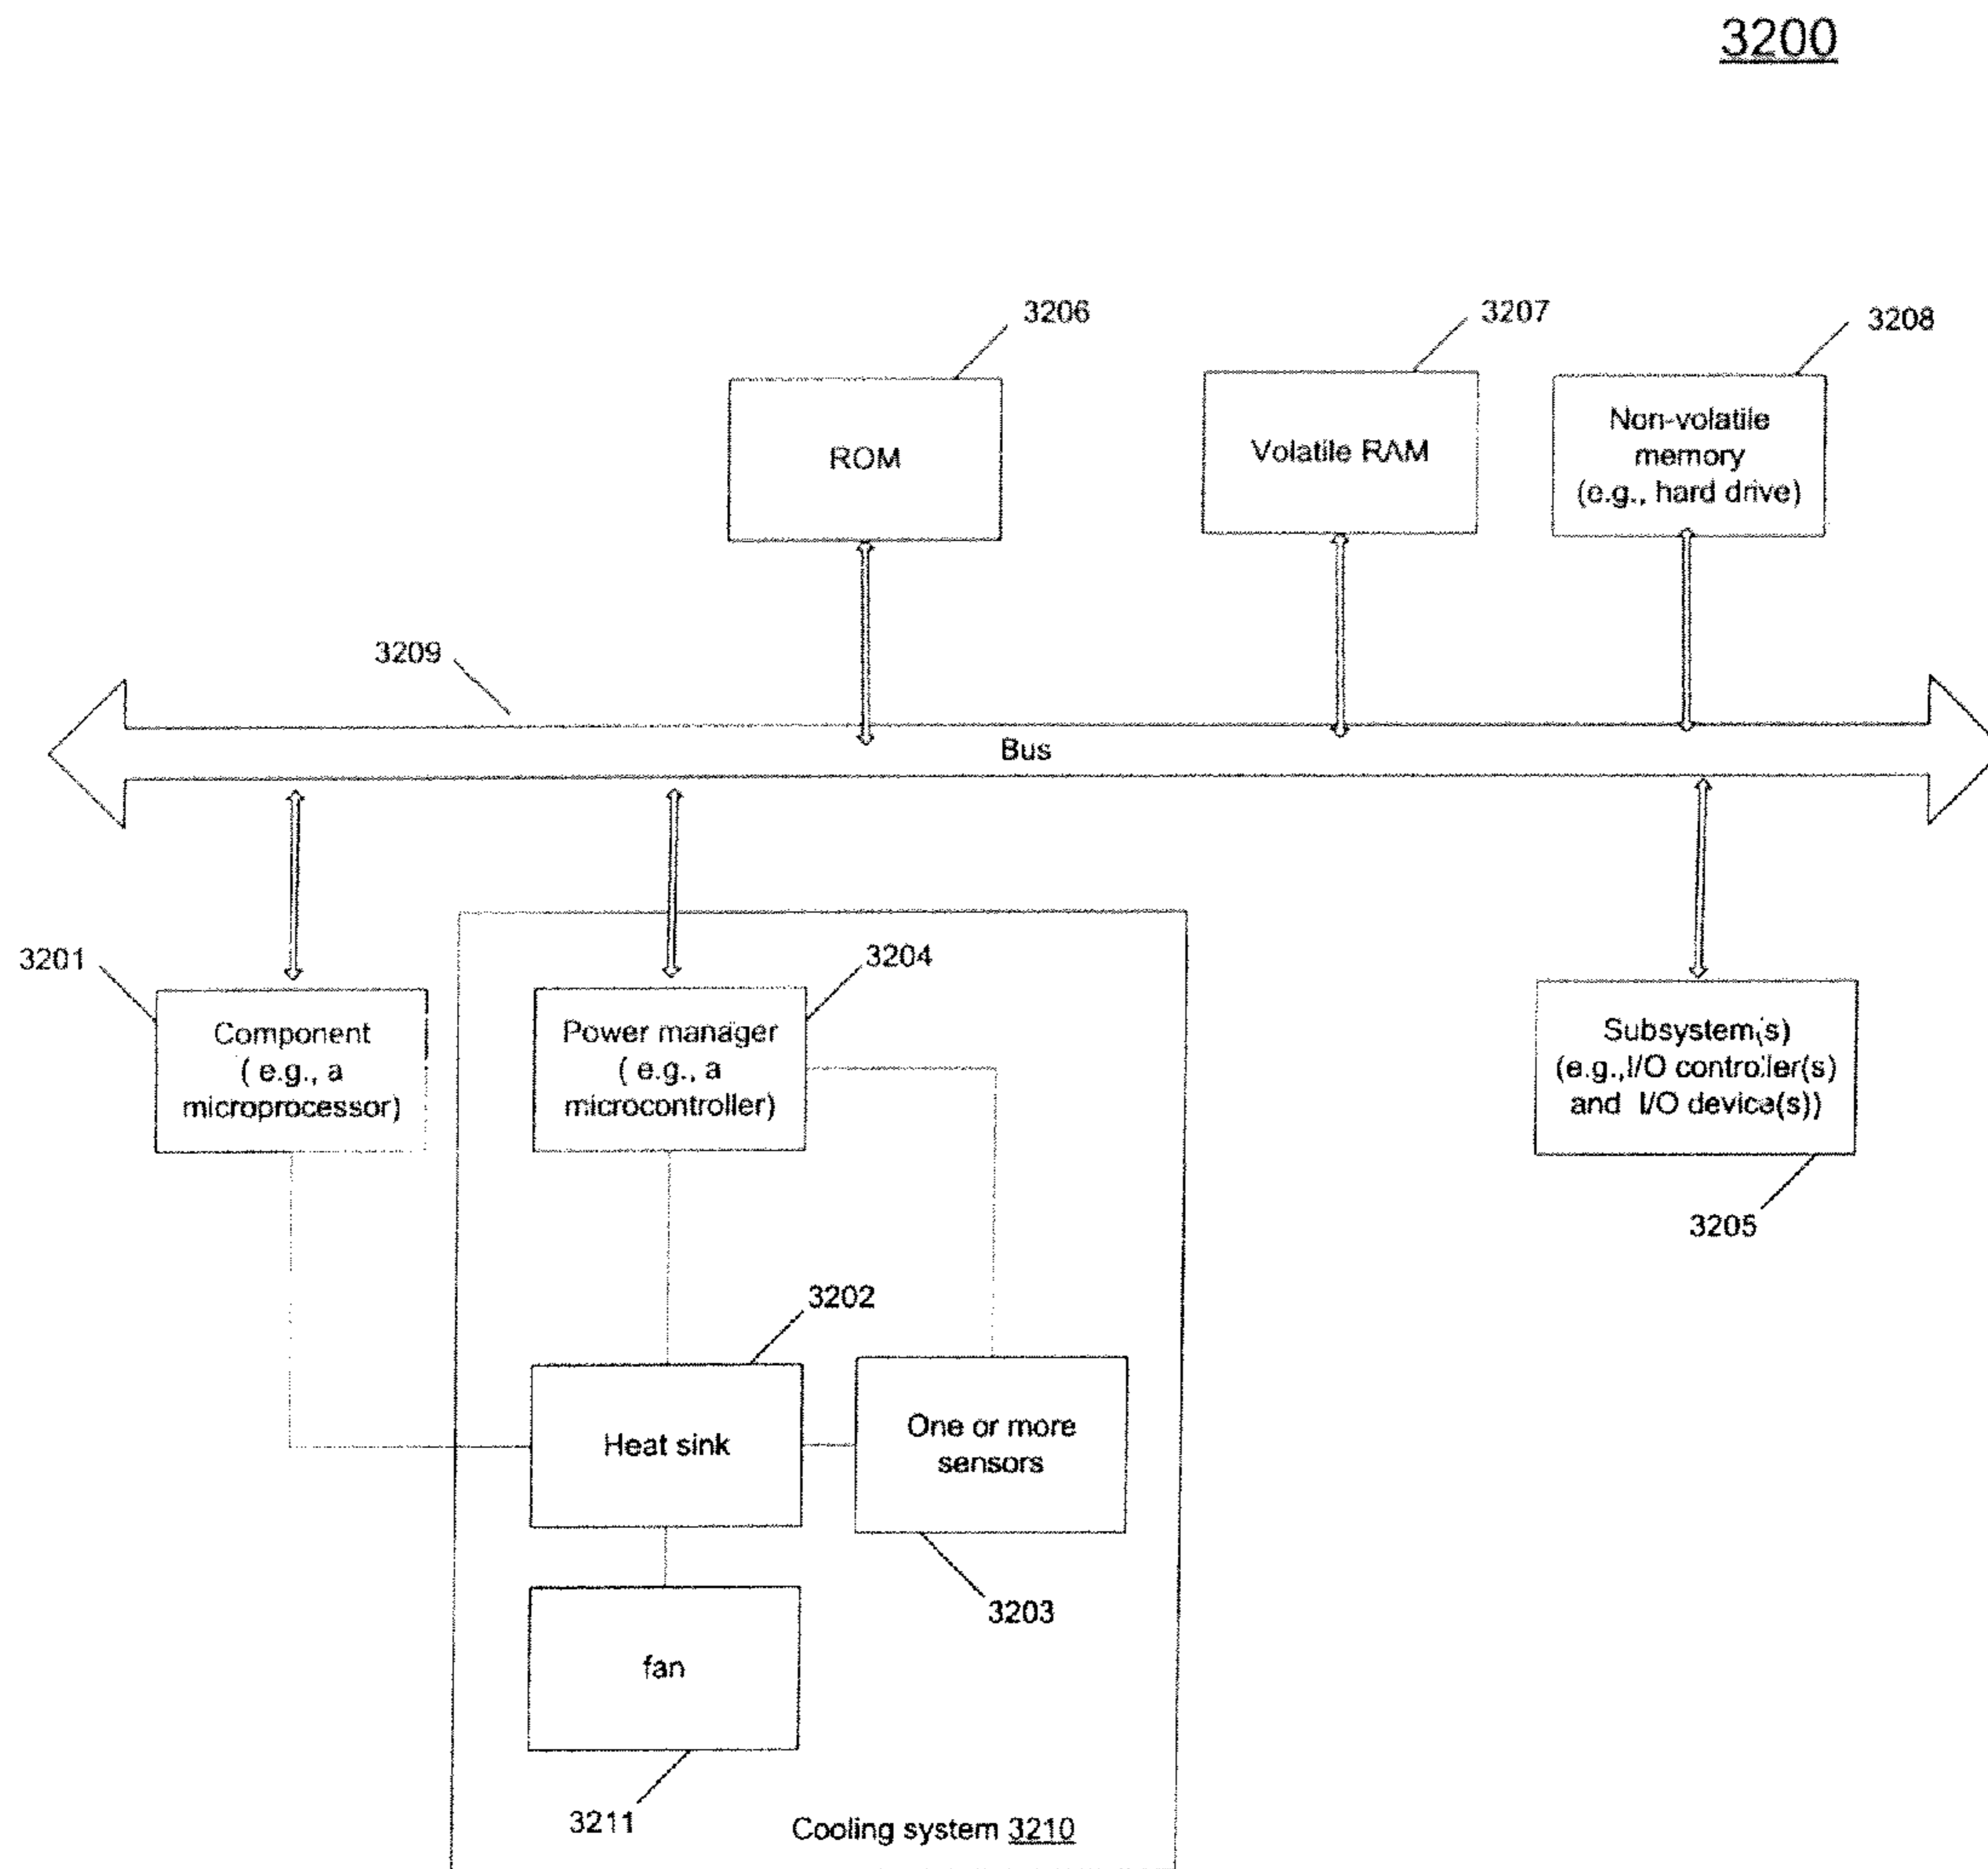 3200
3206
3207
3208
ROM
Volatile RAM
Non-volatile
memory
(e.g., hard drive)
3209
Bus
3201
3204
Component
( e.g., a
microprocessor)
Power manager
( e.g., a
microcontroller)
Subsystem(s)
(e.g.,I/O controller(s)
and I/O device(s))
3205
3202
Heat sink
One or more
sensors
3203
fan
3211
Cooling system 3210